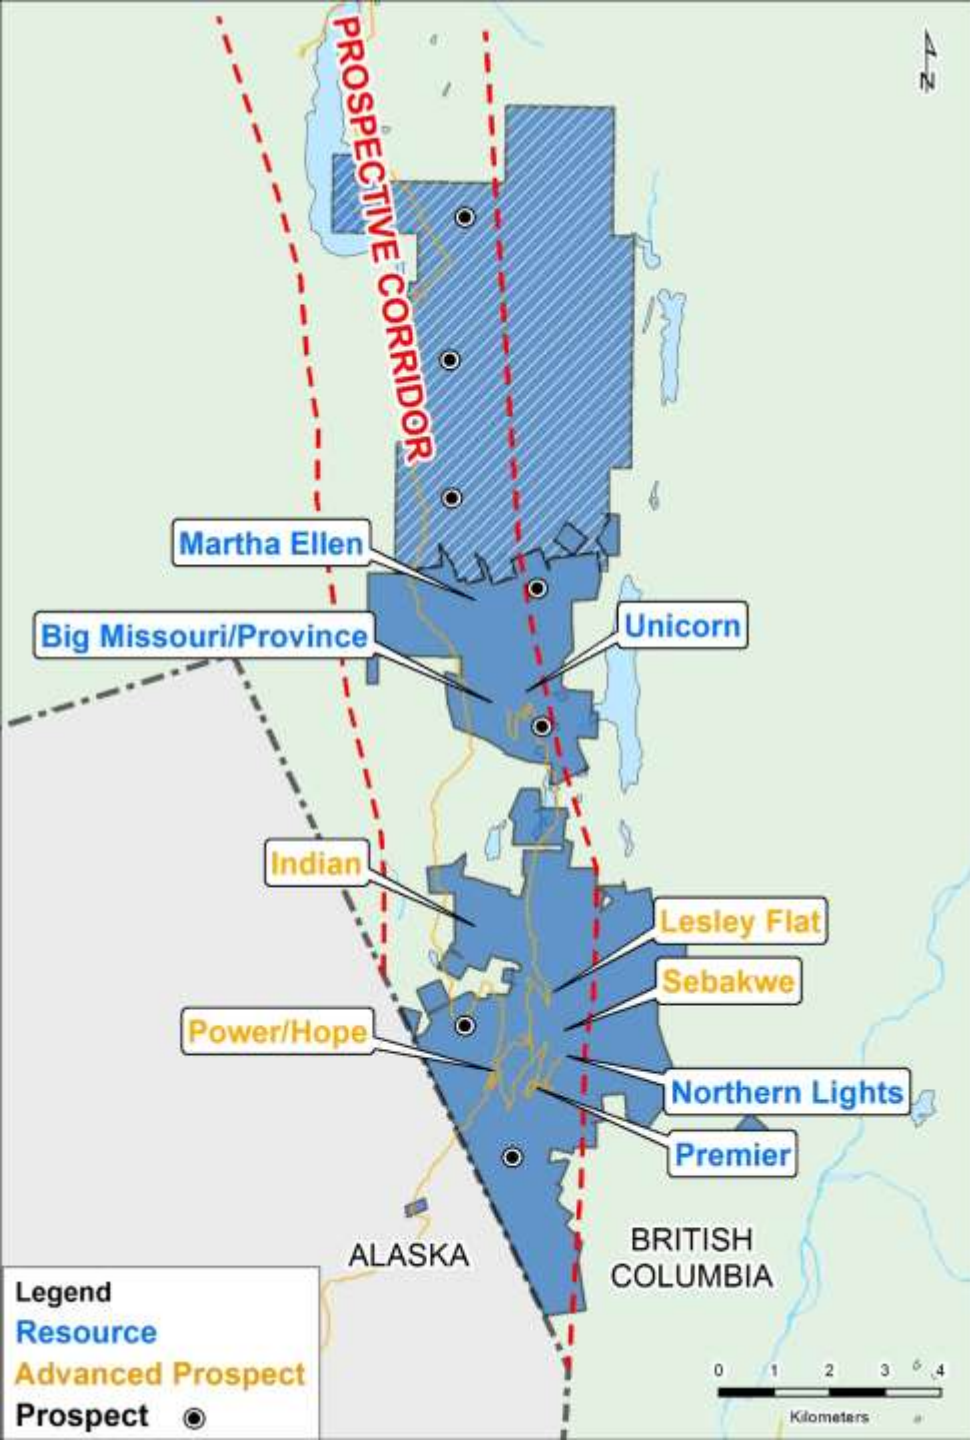 PROSPECTIVE CORRIDOR
N
Martha Ellen
Big Missouri/Province
Unicorn
Indian
Lesley Flat
Sebakwe
Power/Hope
Northern Lights
Premier
ALASKA
BRITISH
COLUMBIA
Legend
Resource
Advanced Prospect
Prospect
0 1 2 3 4
Kilometers